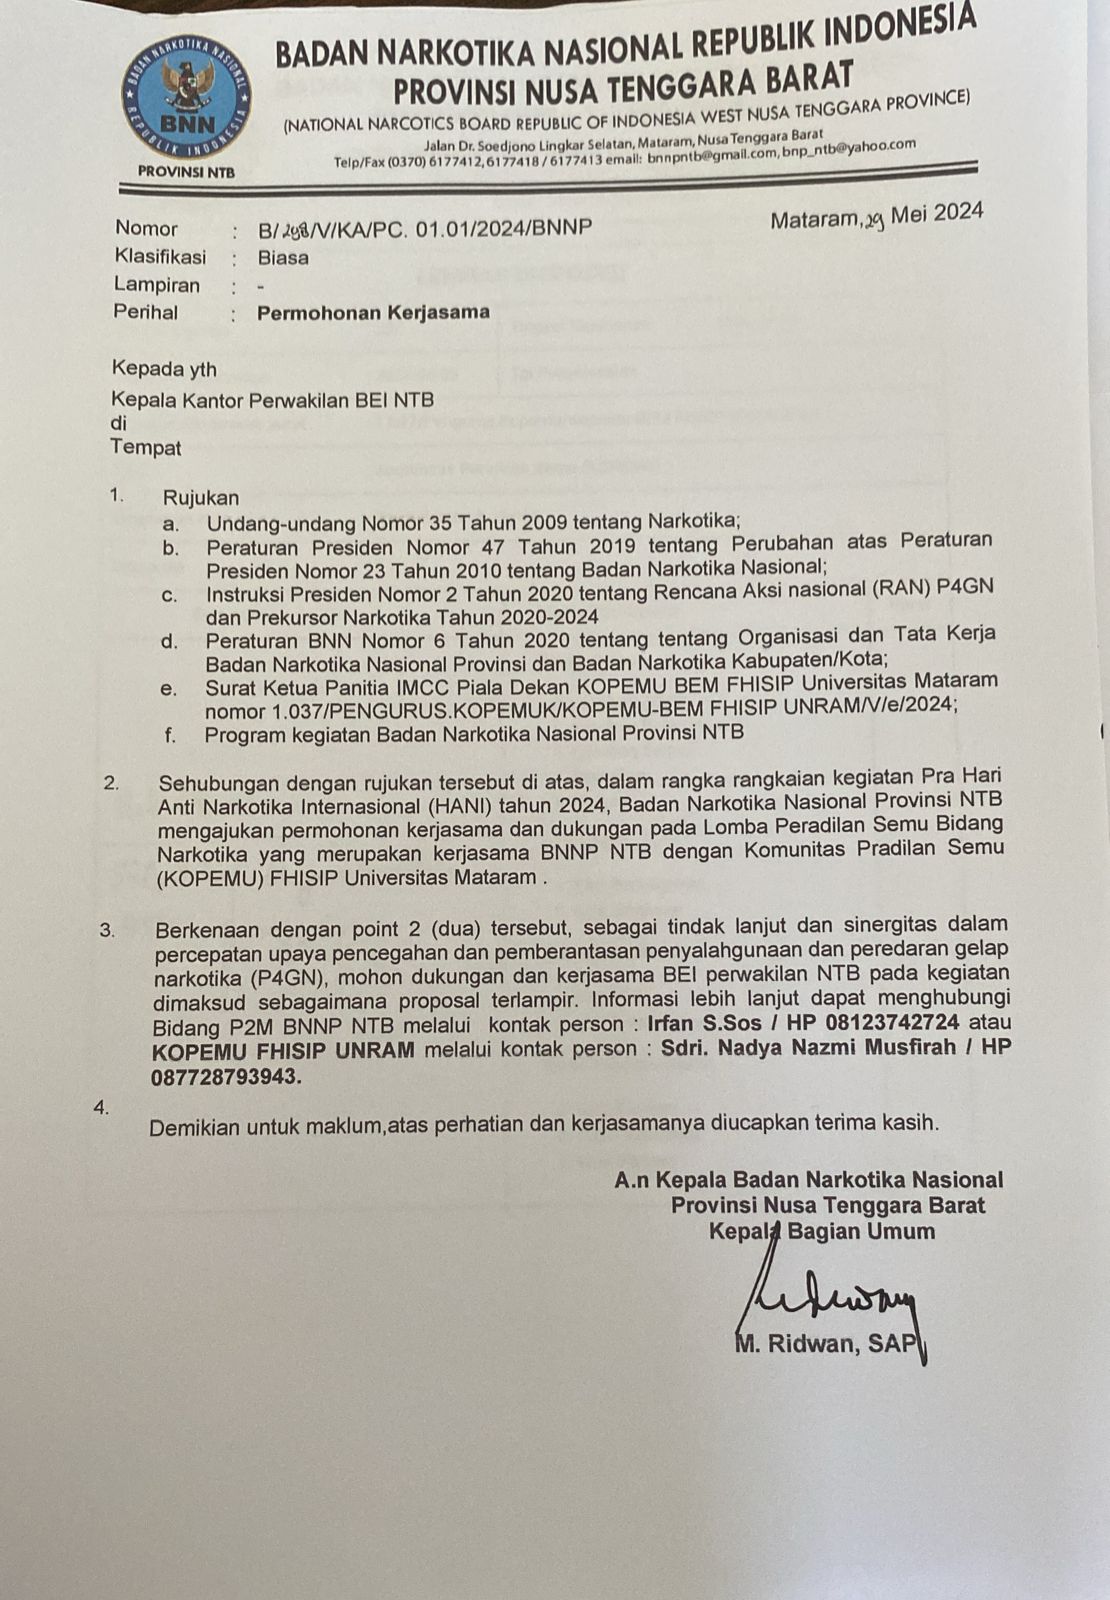 BADAN NARKOTIKA NASIONAL
REPUBLIK INDONESIA
BNN
PROVINSI NTB
BADAN NARKOTIKA NASIONAL REPUBLIK INDONESIA
PROVINSI NUSA TENGGARA BARAT
(NATIONAL NARCOTICS BOARD REPUBLIC OF INDONESIA WEST NUSA TENGGARA PROVINCE)
Jalan Dr. Soedjono Lingkar Selatan, Mataram, Nusa Tenggara Barat
Telp/Fax (0370) 6177412, 6177418 / 6177413 email: bnnpntb@gmail.com, bnp_ntb@yahoo.com
Mataram, 29 Mei 2024
Nomor : B/248/V/KA/PC. 01.01/2024/BNNP
Klasifikasi : Biasa
Lampiran : -
Perihal : Permohonan Kerjasama
Kepada yth
Kepala Kantor Perwakilan BEI NTB
di
Tempat
1. Rujukan
a. Undang-undang Nomor 35 Tahun 2009 tentang Narkotika;
b. Peraturan Presiden Nomor 47 Tahun 2019 tentang Perubahan atas Peraturan
Presiden Nomor 23 Tahun 2010 tentang Badan Narkotika Nasional;
c. Instruksi Presiden Nomor 2 Tahun 2020 tentang Rencana Aksi nasional (RAN) P4GN
dan Prekursor Narkotika Tahun 2020-2024
d. Peraturan BNN Nomor 6 Tahun 2020 tentang tentang Organisasi dan Tata Kerja
Badan Narkotika Nasional Provinsi dan Badan Narkotika Kabupaten/Kota;
e. Surat Ketua Panitia IMCC Piala Dekan KOPEMU BEM FHISIP Universitas Mataram
nomor 1.037/PENGURUS.KOPEMUK/KOPEMU-BEM FHISIP UNRAM/V/e/2024;
f. Program kegiatan Badan Narkotika Nasional Provinsi NTB
2. Sehubungan dengan rujukan tersebut di atas, dalam rangka rangkaian kegiatan Pra Hari
Anti Narkotika Internasional (HANI) tahun 2024, Badan Narkotika Nasional Provinsi NTB
mengajukan permohonan kerjasama dan dukungan pada Lomba Peradilan Semu Bidang
Narkotika yang merupakan kerjasama BNNP NTB dengan Komunitas Pradilan Semu
(KOPEMU) FHISIP Universitas Mataram .
3. Berkenaan dengan point 2 (dua) tersebut, sebagai tindak lanjut dan sinergitas dalam
percepatan upaya pencegahan dan pemberantasan penyalahgunaan dan peredaran gelap
narkotika (P4GN), mohon dukungan dan kerjasama BEI perwakilan NTB pada kegiatan
dimaksud sebagaimana proposal terlampir. Informasi lebih lanjut dapat menghubungi
Bidang P2M BNNP NTB melalui kontak person : Irfan S.Sos / HP 08123742724 atau
KOPEMU FHISIP UNRAM melalui kontak person : Sdri. Nadya Nazmi Musfirah / HP
087728793943.
4. Demikian untuk maklum,atas perhatian dan kerjasamanya diucapkan terima kasih.
A.n Kepala Badan Narkotika Nasional
Provinsi Nusa Tenggara Barat
Kepala Bagian Umum
M. Ridwan, SAP